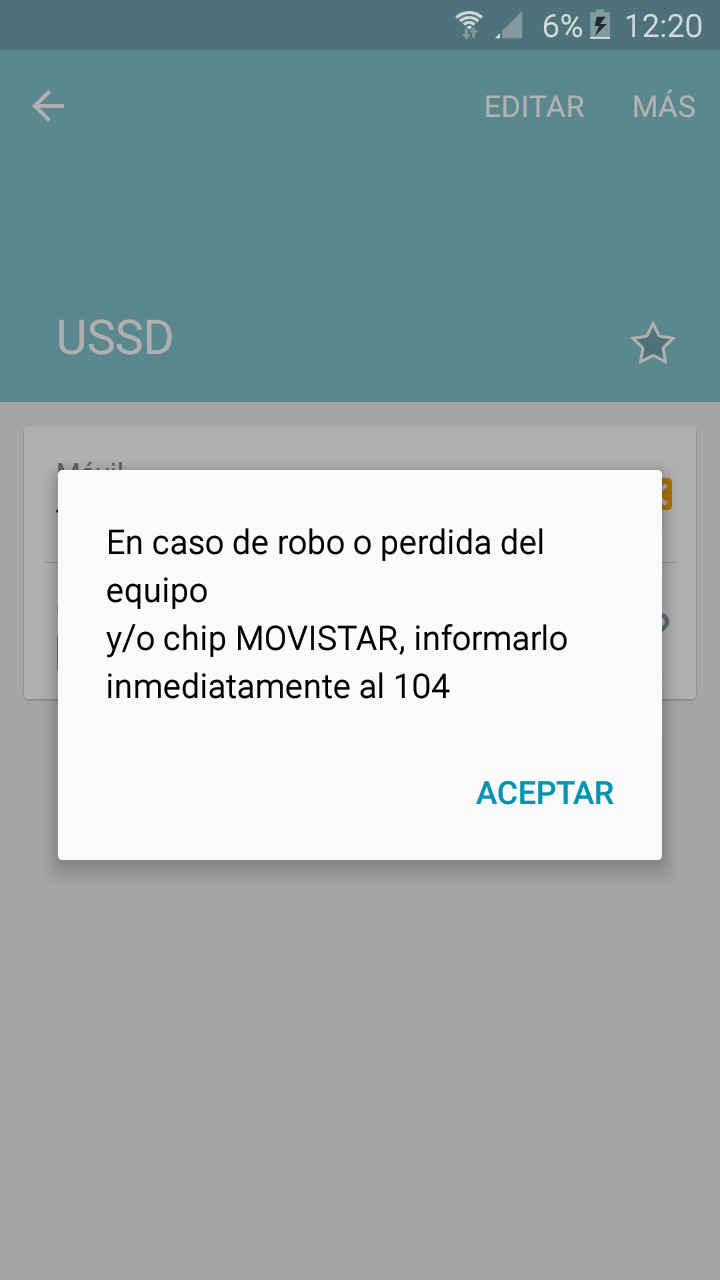 6% 12:20
EDITAR MÁS
USSD
Móvil
En caso de robo o perdida del
equipo
y/o chip MOVISTAR, informarlo
inmediatamente al 104
ACEPTAR